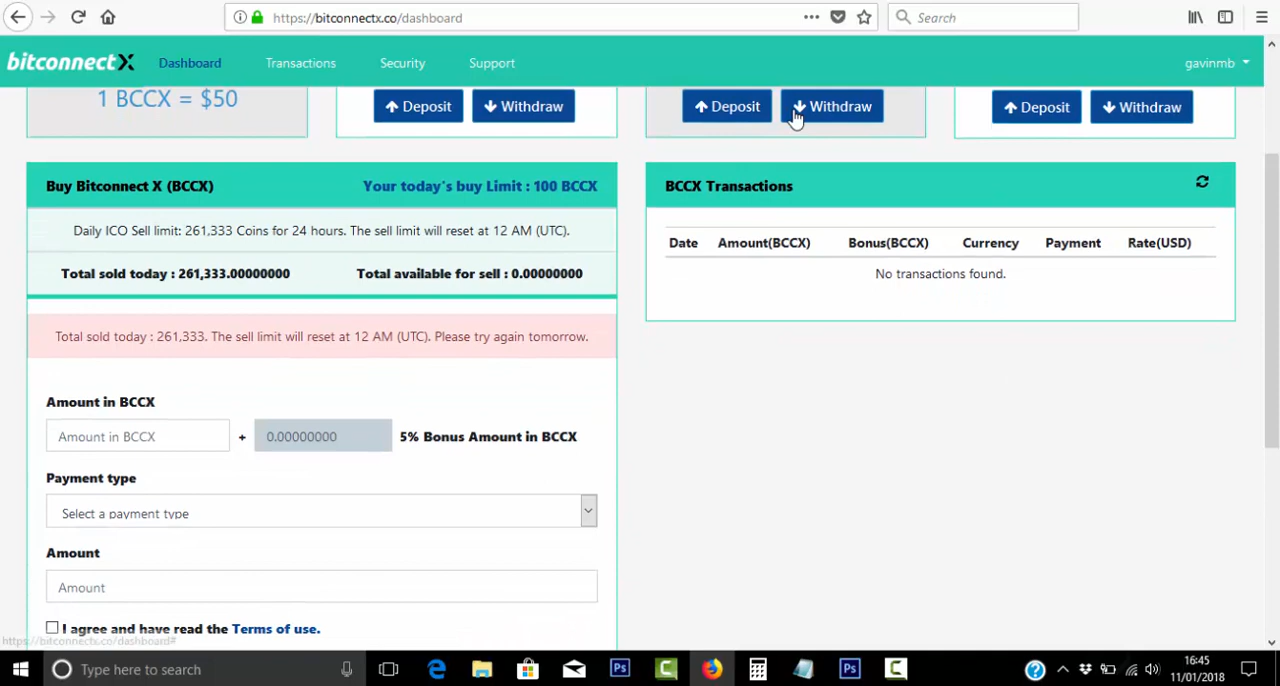 https://bitconnectx.co/dashboard
Search
bitconnectX
Dashboard
Transactions
Security
Support
gavinmb
1 BCCX = $50
Deposit
Withdraw
Deposit
Withdraw
Deposit
Withdraw
Buy Bitconnect X (BCCX)
Your today's buy Limit : 100 BCCX
Daily ICO Sell limit: 261,333 Coins for 24 hours. The sell limit will reset at 12 AM (UTC).
Total sold today : 261,333.00000000
Total available for sell : 0.00000000
Total sold today : 261,333. The sell limit will reset at 12 AM (UTC). Please try again tomorrow.
Amount in BCCX
Amount in BCCX
+
0.00000000
5% Bonus Amount in BCCX
Payment type
Select a payment type
Amount
Amount
I agree and have read the Terms of use.
BCCX Transactions
Date
Amount(BCCX)
Bonus(BCCX)
Currency
Payment
Rate(USD)
No transactions found.
https://bitconnectx.co/dashboard#
Type here to search
Ps
Ps
16:45
11/01/2018